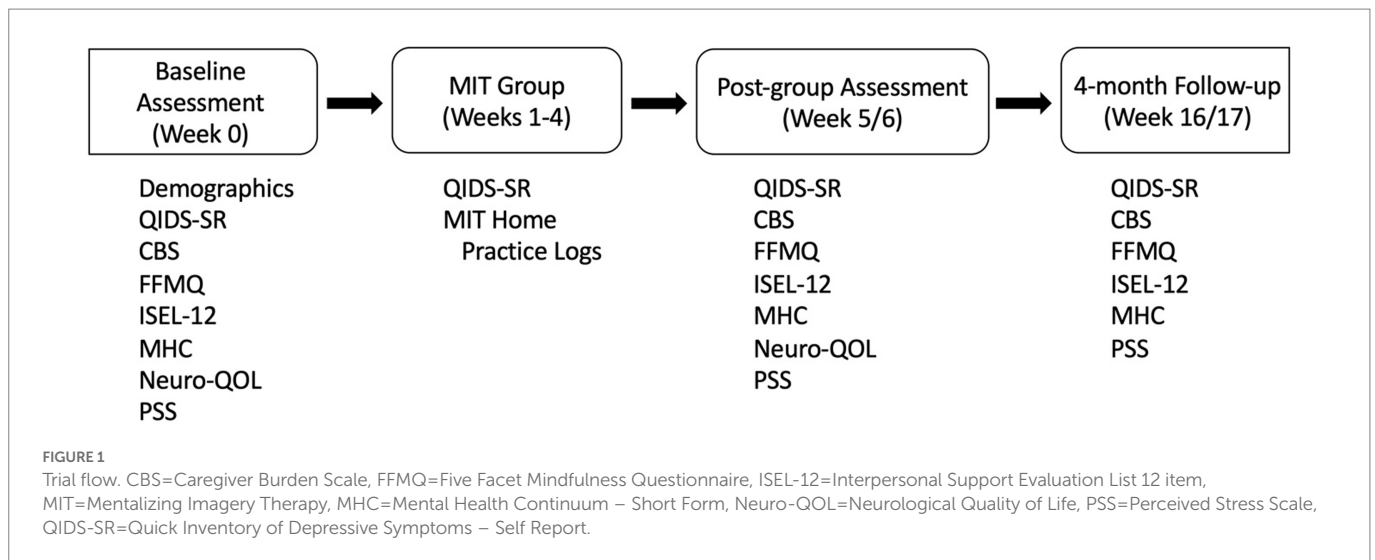 Baseline
Assessment
(Week 0)
MIT Group
(Weeks 1-4)
Post-group Assessment
(Week 5/6)
4-month Follow-up
(Week 16/17)
Demographics
QIDS-SR
CBS
FFMQ
ISEL-12
MHC
Neuro-QOL
PSS
QIDS-SR
MIT Home
Practice Logs
QIDS-SR
CBS
FFMQ
ISEL-12
MHC
Neuro-QOL
PSS
QIDS-SR
CBS
FFMQ
ISEL-12
MHC
PSS
FIGURE 1
Trial flow. CBS=Caregiver Burden Scale, FFMQ=Five Facet Mindfulness Questionnaire, ISEL-12=Interpersonal Support Evaluation List 12 item,
MIT=Mentalizing Imagery Therapy, MHC=Mental Health Continuum – Short Form, Neuro-QOL=Neurological Quality of Life, PSS=Perceived Stress Scale,
QIDS-SR=Quick Inventory of Depressive Symptoms – Self Report.